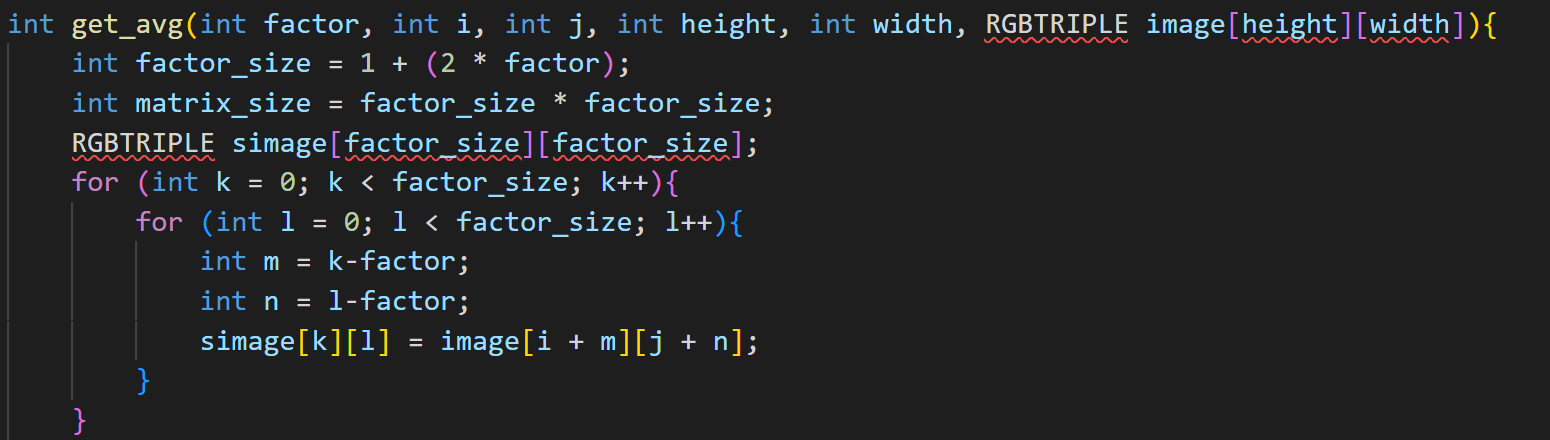 int get_avg(int factor, int i, int j, int height, int width, RGBTRIPLE image[height][width]){
    int factor_size = 1 + (2 * factor);
    int matrix_size = factor_size * factor_size;
    RGBTRIPLE simage[factor_size][factor_size];
    for (int k = 0; k < factor_size; k++){
        for (int l = 0; l < factor_size; l++){
            int m = k-factor;
            int n = l-factor;
            simage[k][l] = image[i + m][j + n];
        }
    }